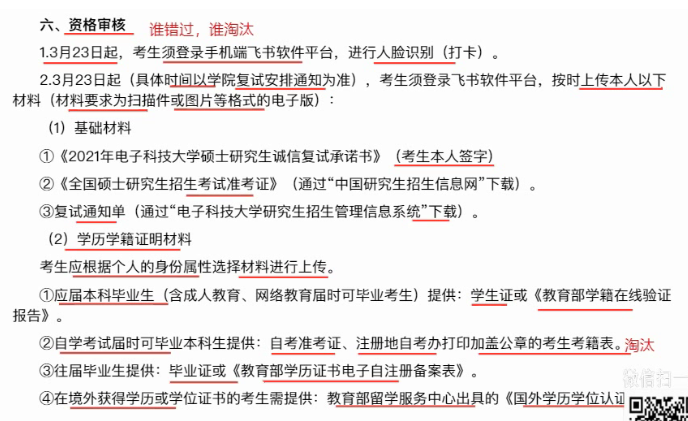 六、资格审核 谁错过，谁淘汰
1.3月23日起，考生须登录手机端飞书软件平台，进行人脸识别（打卡）。
2.3月23日起（具体时间以学院复试安排通知为准），考生须登录飞书软件平台，按时上传本人以下
材料（材料要求为扫描件或图片等格式的电子版）：
（1）基础材料
①《2021年电子科技大学硕士研究生诚信复试承诺书》（考生本人签字）
②《全国硕士研究生招生考试准考证》（通过“中国研究生招生信息网”下载）。
③复试通知单（通过“电子科技大学研究生招生管理信息系统”下载）。
（2）学历学籍证明材料
考生应根据个人的身份属性选择材料进行上传。
①应届本科毕业生（含成人教育、网络教育届时可毕业考生）提供：学生证或《教育部学籍在线验证
报告》。
②自学考试届时可毕业本科生提供：自考准考证、注册地自考办打印加盖公章的考生考籍表。淘汰
③往届毕业生提供：毕业证或《教育部学历证书电子自注册备案表》。
微信扫一
④在境外获得学历或学位证书的考生需提供：教育部留学服务中心出具的《国外学历学位认证